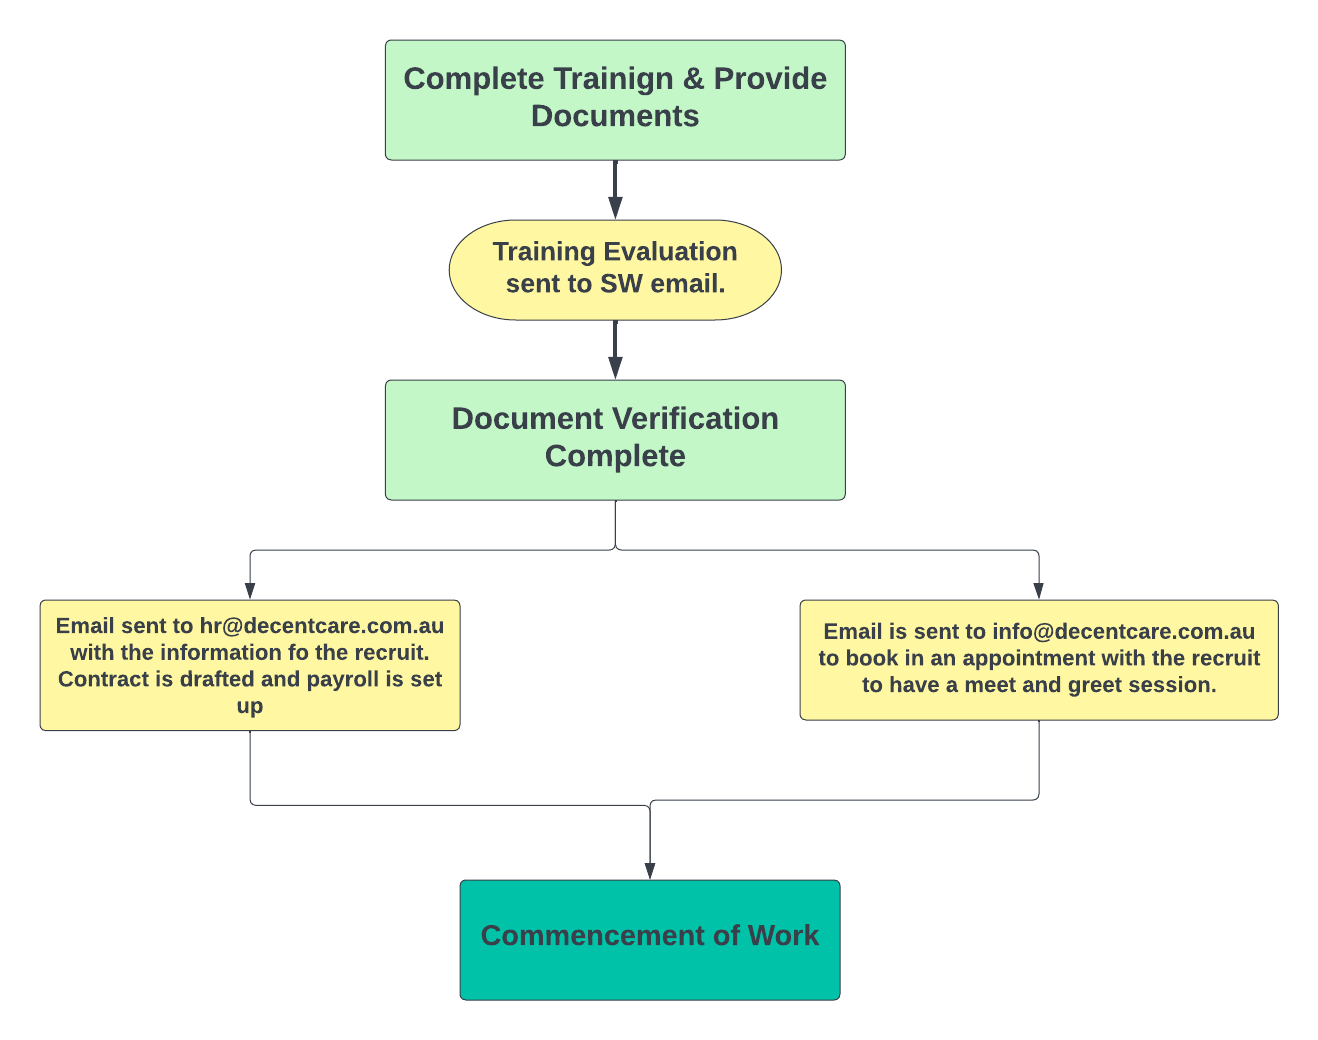 Complete Trainign & Provide
Documents
Training Evaluation
sent to SW email.
Document Verification
Complete
Email sent to hr@decentcare.com.au
with the information fo the recruit.
Contract is drafted and payroll is set
up
Email is sent to info@decentcare.com.au
to book in an appointment with the recruit
to have a meet and greet session.
Commencement of Work